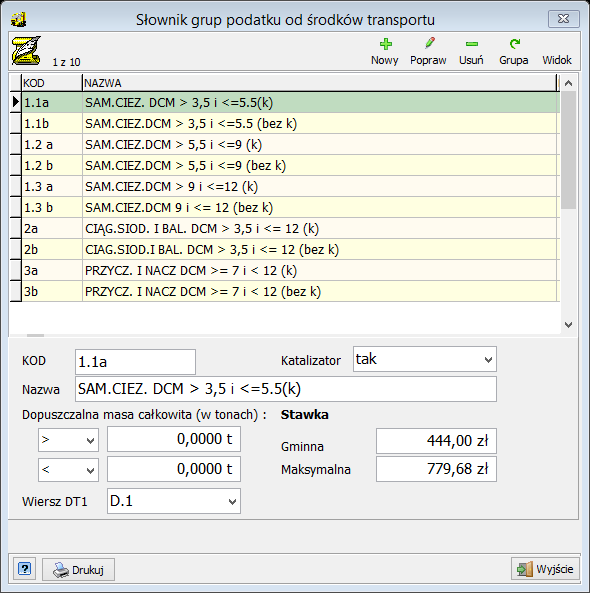 Słownik grup podatku od środków transportu
1 z 10
Nowy Popraw Usuń Grupa Widok
KOD NAZWA
1.1a SAM.CIEZ. DCM > 3,5 i <=5.5(k)
1.1b SAM.CIEZ.DCM > 3,5 i <=5.5 (bez k)
1.2 a SAM.CIEZ.DCM > 5,5 i <=9 (k)
1.2 b SAM.CIEZ.DCM > 5,5 i <=9 (bez k)
1.3 a SAM.CIEZ.DCM > 9 i <=12 (k)
1.3 b SAM.CIEZ.DCM 9 i <= 12 (bez k)
2a CIĄG.SIOD. I BAL. DCM > 3,5 i <= 12 (k)
2b CIAG.SIOD.I BAL. DCM > 3,5 i <= 12 (bez k)
3a PRZYCZ. I NACZ DCM >= 7 i < 12 (k)
3b PRZYCZ. I NACZ DCM >= 7 i < 12 (bez k)
KOD 1.1a Katalizator tak
Nazwa SAM.CIEZ. DCM > 3,5 i <=5.5(k)
Dopuszczalna masa całkowita (w tonach) : Stawka
> 0,0000 t Gminna 444,00 zł
< 0,0000 t Maksymalna 779,68 zł
Wiersz DT1 D.1
? Drukuj Wyjście